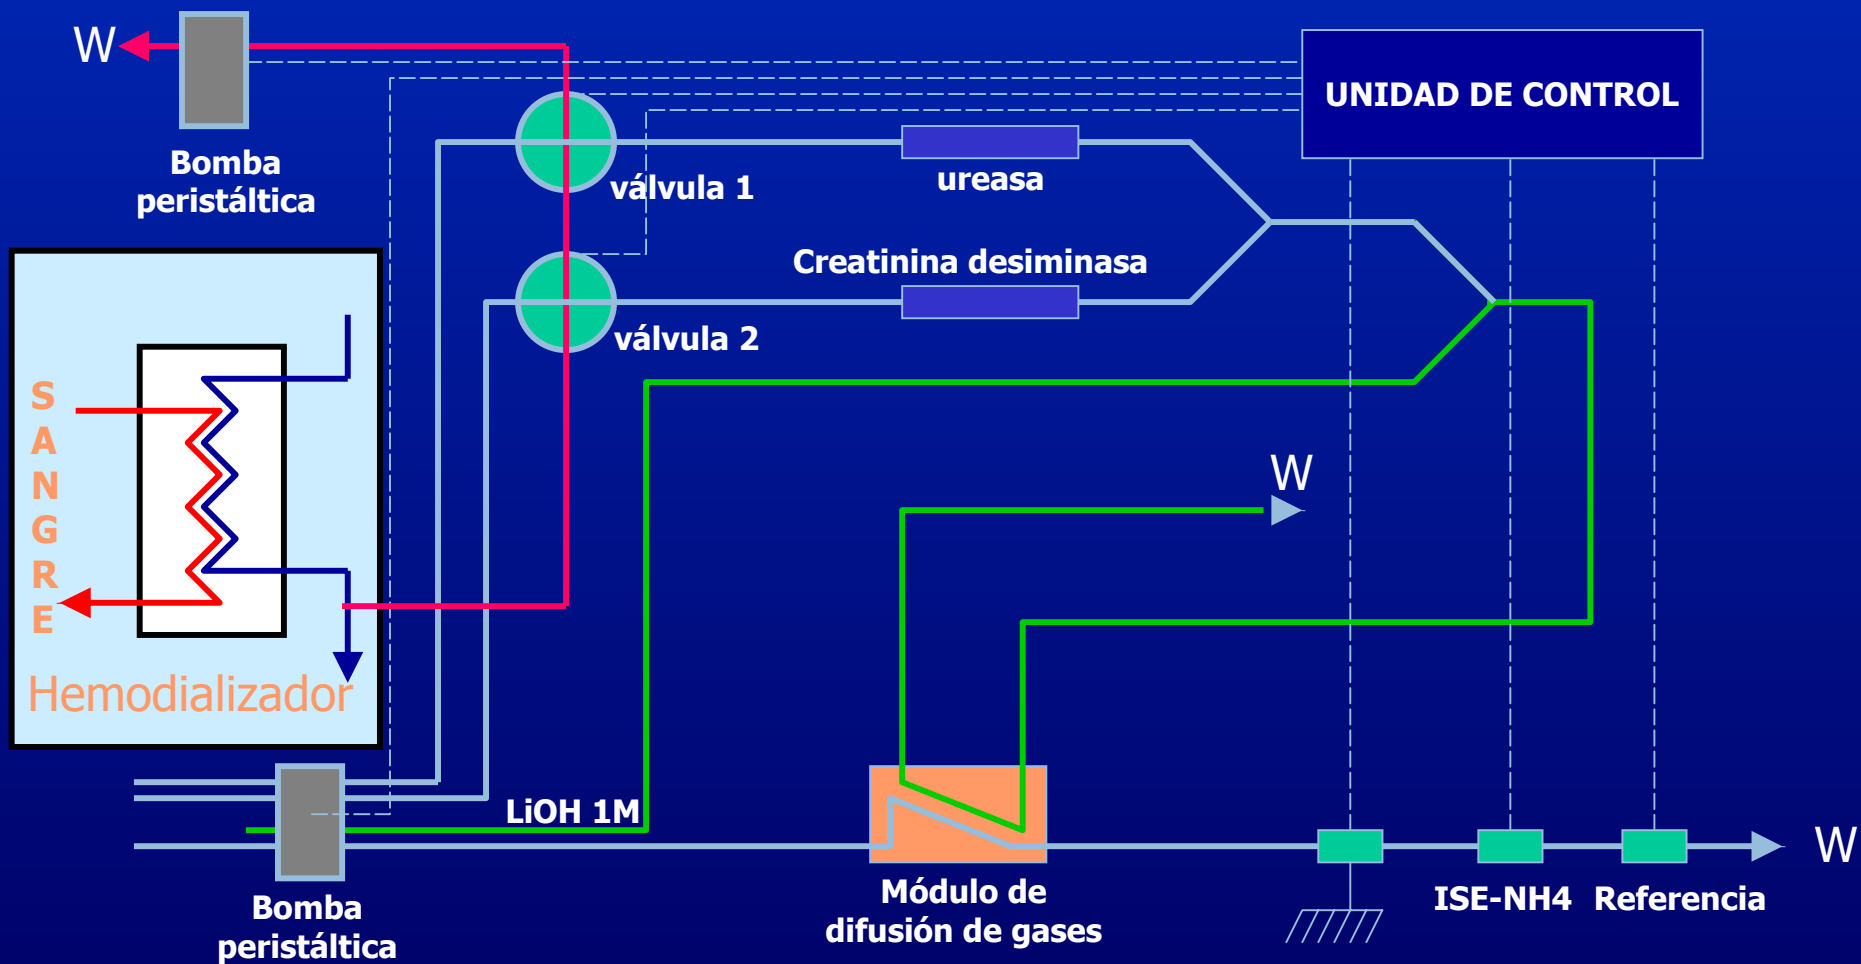 W
UNIDAD DE CONTROL
Bomba
peristáltica
válvula 1
ureasa
Creatinina desiminasa
válvula 2
S
A
N
G
R
E
Hemodializador
W
LiOH 1M
W
Módulo de
difusión de gases
ISE-NH4
Referencia
Bomba
peristáltica